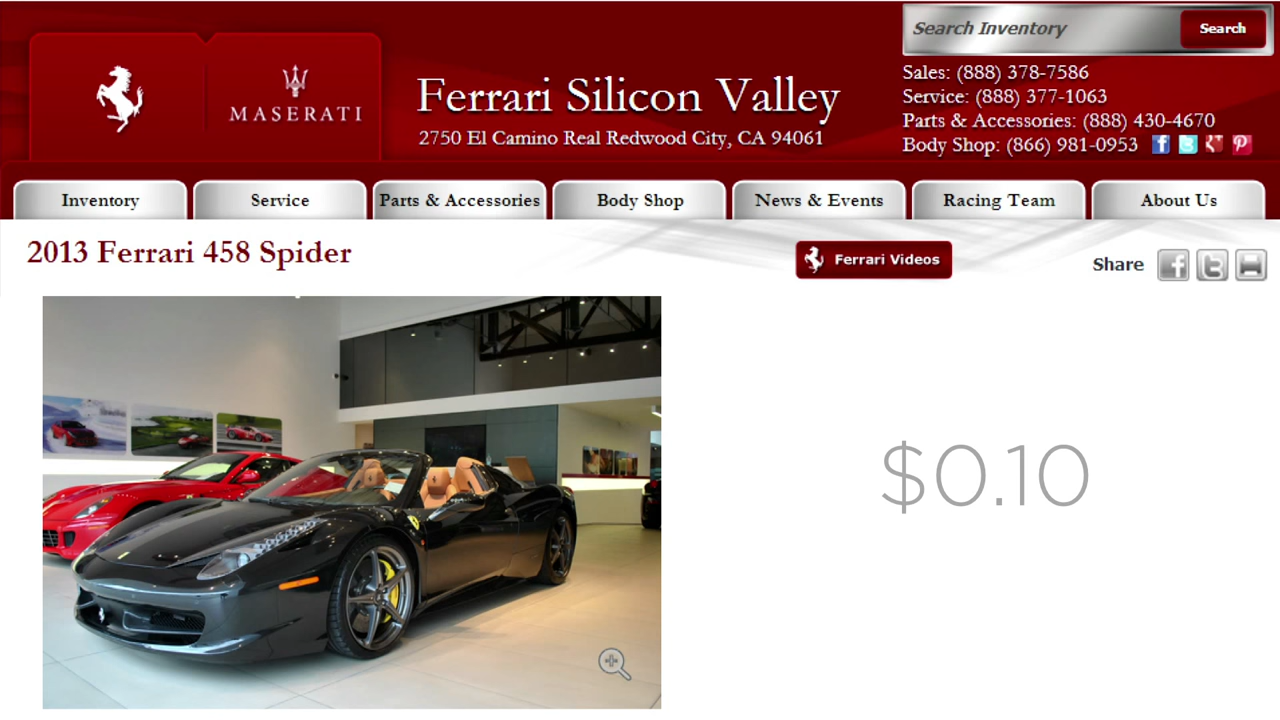 Search Inventory
Search
MASERATI
Ferrari Silicon Valley
2750 El Camino Real Redwood City, CA 94061
Sales: (888) 378-7586
Service: (888) 377-1063
Parts & Accessories: (888) 430-4670
Body Shop: (866) 981-0953
Inventory
Service
Parts & Accessories
Body Shop
News & Events
Racing Team
About Us
2013 Ferrari 458 Spider
Ferrari Videos
Share
$0.10